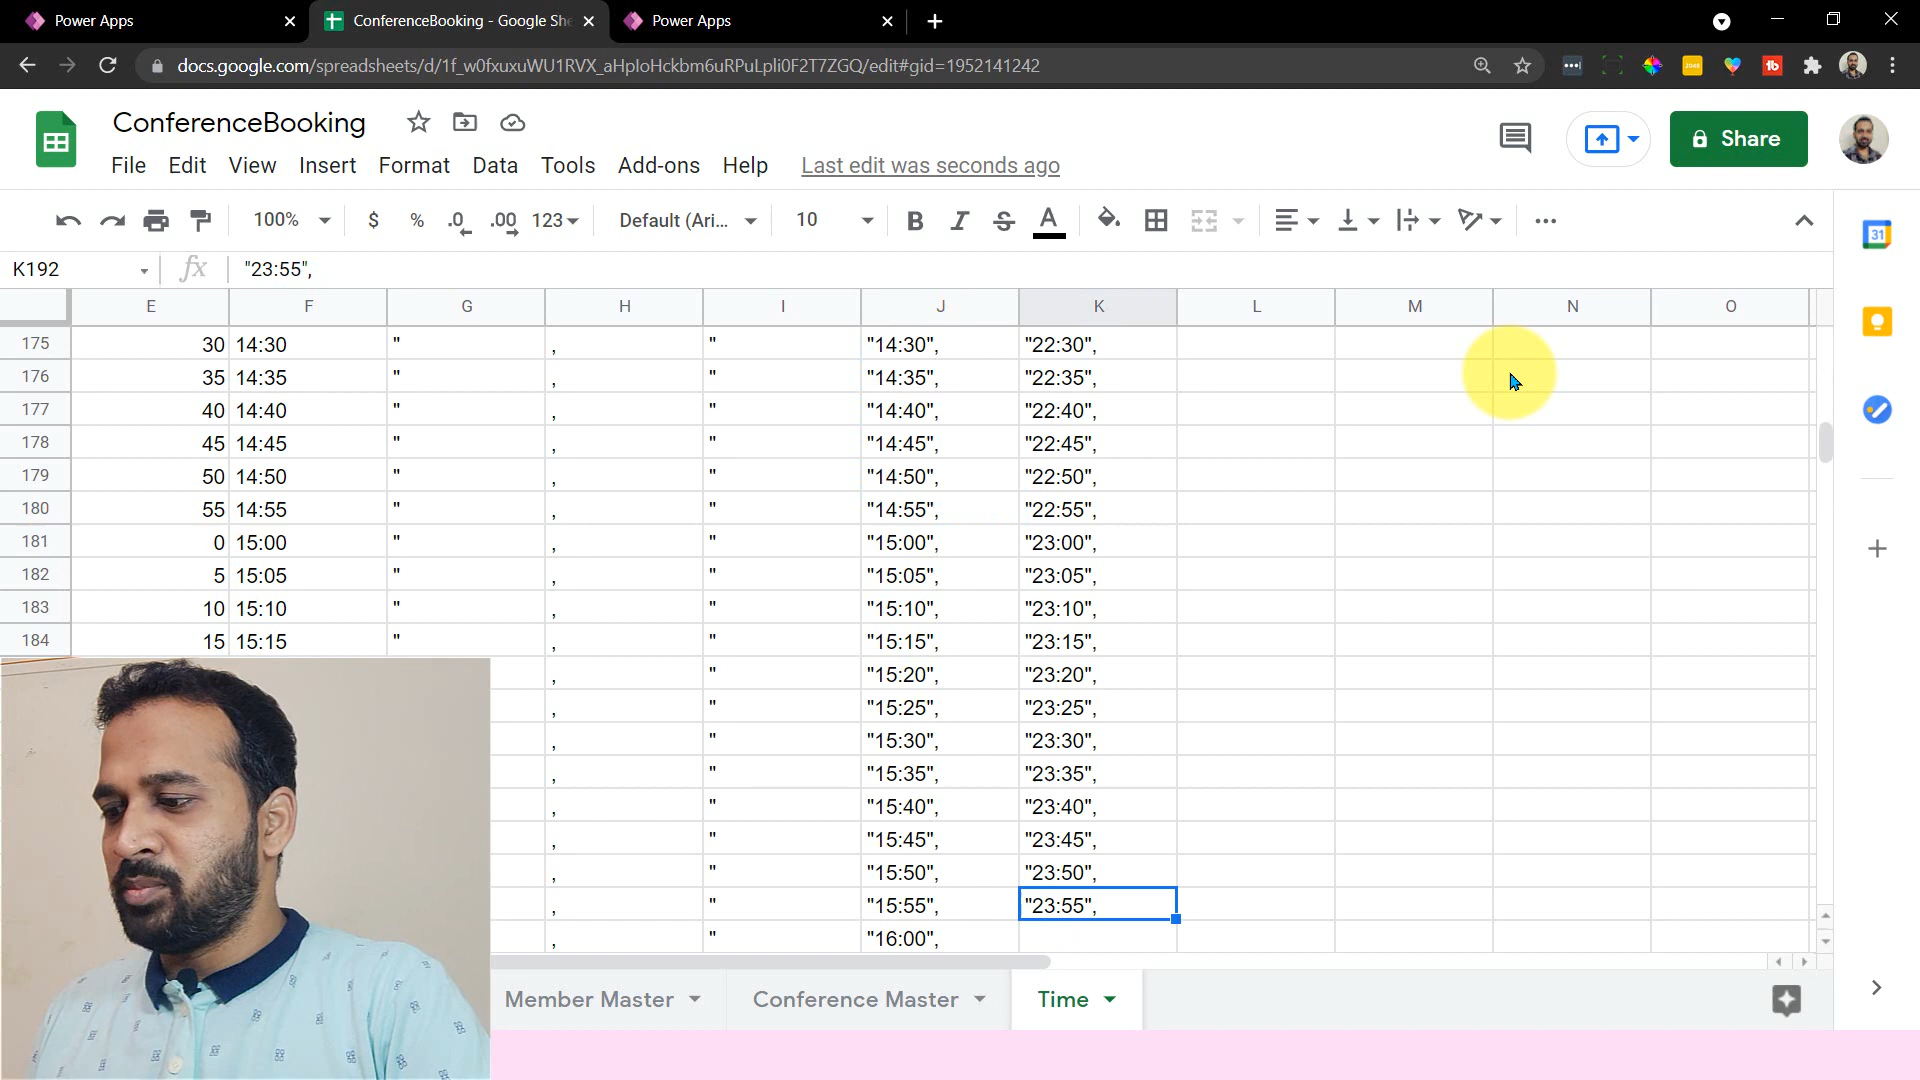 Power Apps
ConferenceBooking - Google She
Power Apps
docs.google.com/spreadsheets/d/1f_w0fxuxuWU1RVX_aHploHckbm6uRPuLpli0F2T7ZGQ/edit#gid=1952141242
ConferenceBooking
Share
File Edit View Insert Format Data Tools Add-ons Help Last edit was seconds ago
100% $ % .0 .00 123 Default (Ari... 10 B I S A
31
K192 fx "23:55",
E F G H I J K L M N O
175 30 14:30 " , " "14:30", "22:30",
176 35 14:35 " , " "14:35", "22:35",
177 40 14:40 " , " "14:40", "22:40",
178 45 14:45 " , " "14:45", "22:45",
179 50 14:50 " , " "14:50", "22:50",
180 55 14:55 " , " "14:55", "22:55",
181 0 15:00 " , " "15:00", "23:00",
182 5 15:05 " , " "15:05", "23:05",
183 10 15:10 " , " "15:10", "23:10",
184 15 15:15 " , " "15:15", "23:15",
, " "15:20", "23:20",
, " "15:25", "23:25",
, " "15:30", "23:30",
, " "15:35", "23:35",
, " "15:40", "23:40",
, " "15:45", "23:45",
, " "15:50", "23:50",
, " "15:55", "23:55",
, " "16:00",
Member Master Conference Master Time